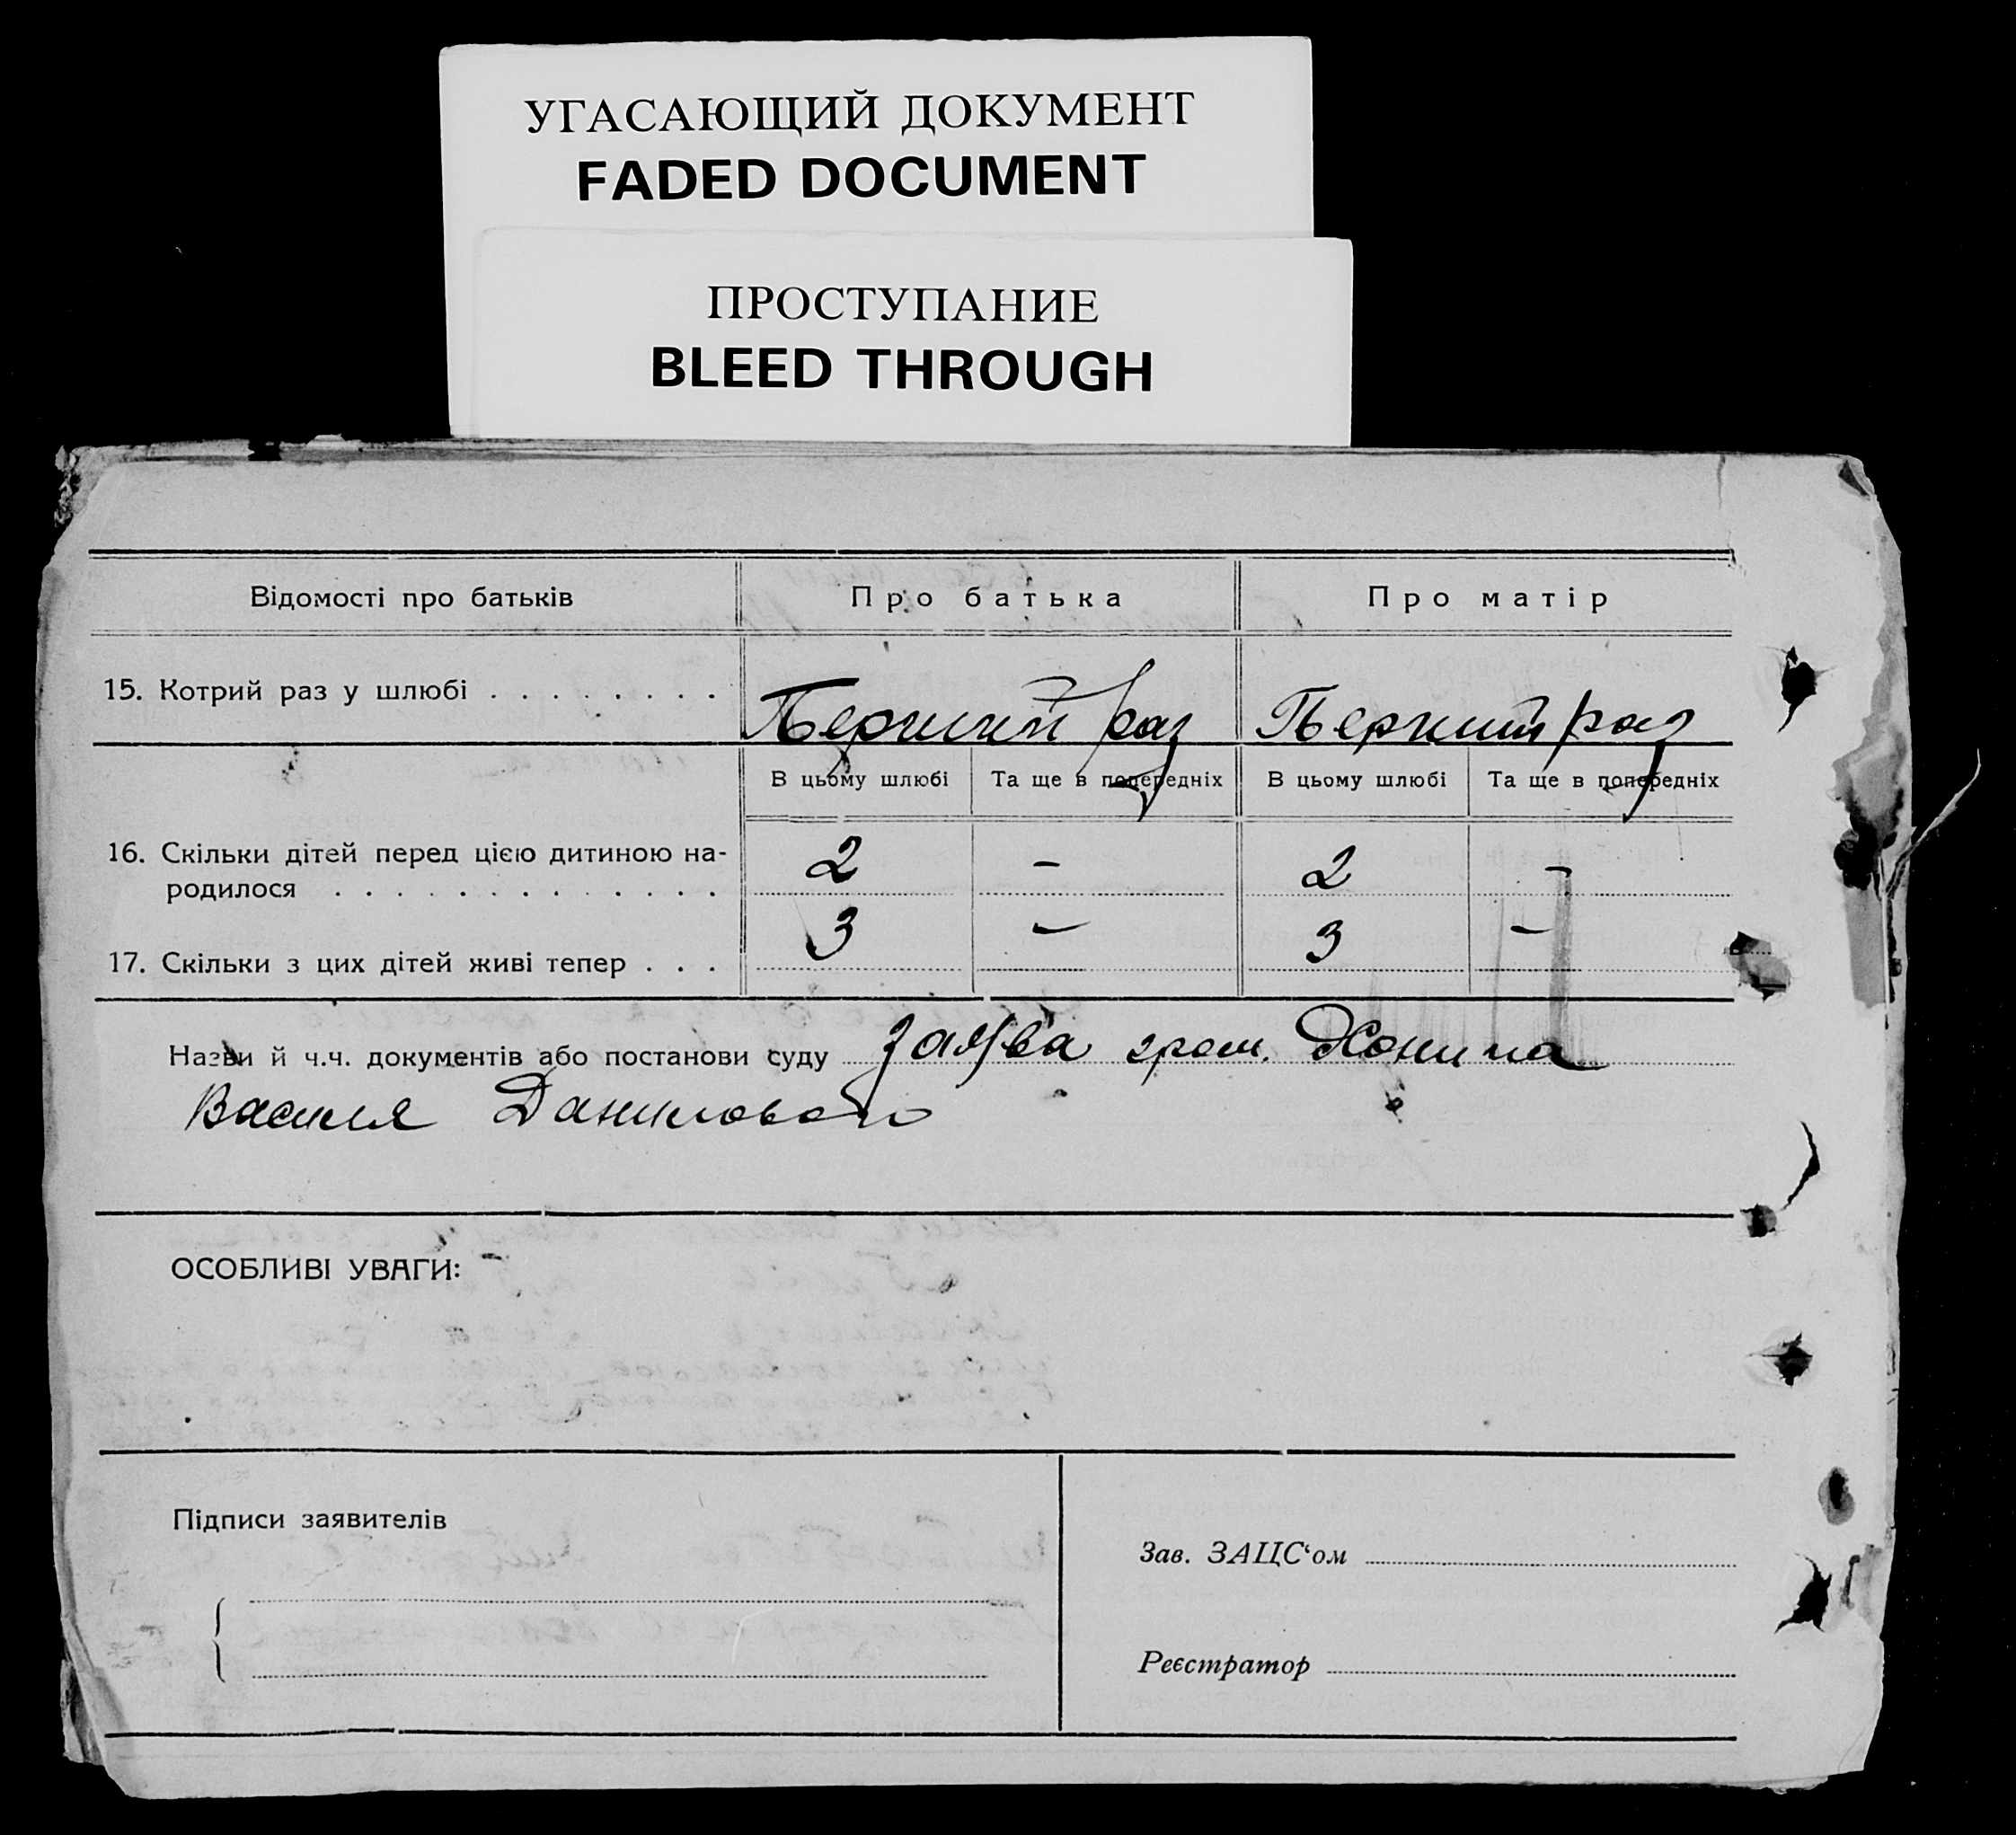 УГАСАЮЩИЙ ДОКУМЕНТ
FADED DOCUMENT
ПРОСТУПАНИЕ
BLEED THROUGH
Відомості про батьків Про батька Про матір
15. Котрий раз у шлюбі . . . . . . . . Перший раз Перший раз
В цьому шлюбі Та ще в попередніх В цьому шлюбі Та ще в попередніх
16. Скільки дітей перед цією дитиною на-
родилося . . . . . . . . . . . . . 2 - 2 -
17. Скільки з цих дітей живі тепер . . . 3 - 3 -
Назви й ч.ч. документів або постанови суду Заява гром.
Василя Данилового
ОСОБЛИВІ УВАГИ: -
Підписи заявителів
Зав. ЗАЦС‘ом
Реєстратор